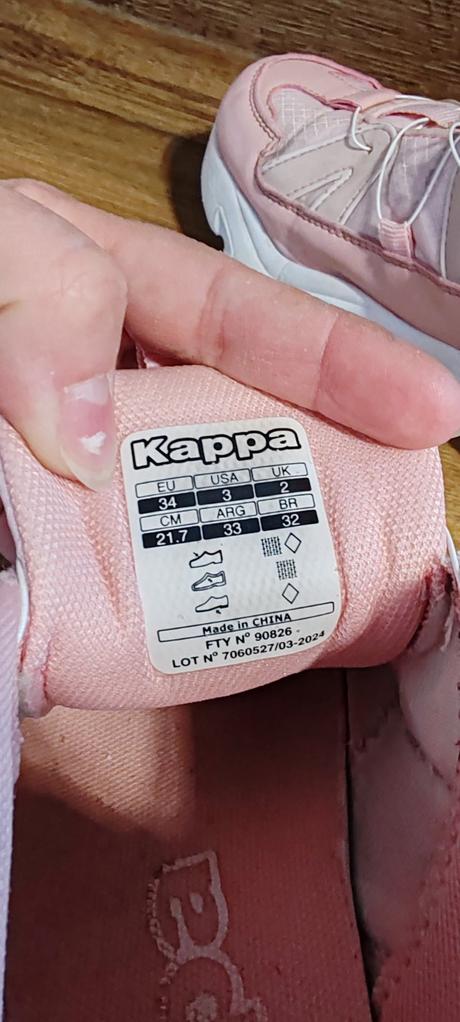 Kappa
EU USA UK
34 3 2
CM ARG BR
21.7 33 32
Made in CHINA
FTY Nº 90826
LOT Nº 7060527/03-2024